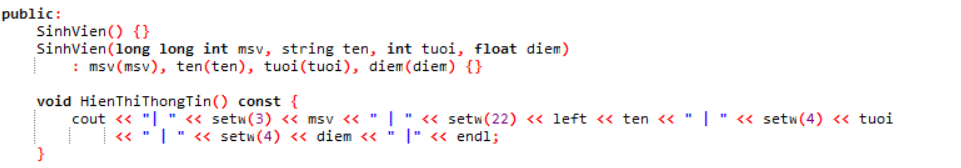 public:
    SinhVien() {}
    SinhVien(long long int msv, string ten, int tuoi, float diem)
        : msv(msv), ten(ten), tuoi(tuoi), diem(diem) {}

    void HienThiThongTin() const {
        cout << "| " << setw(3) << msv << " | " << setw(22) << left << ten << " | " << setw(4) << tuoi
             << " | " << setw(4) << diem << " |" << endl;
    }